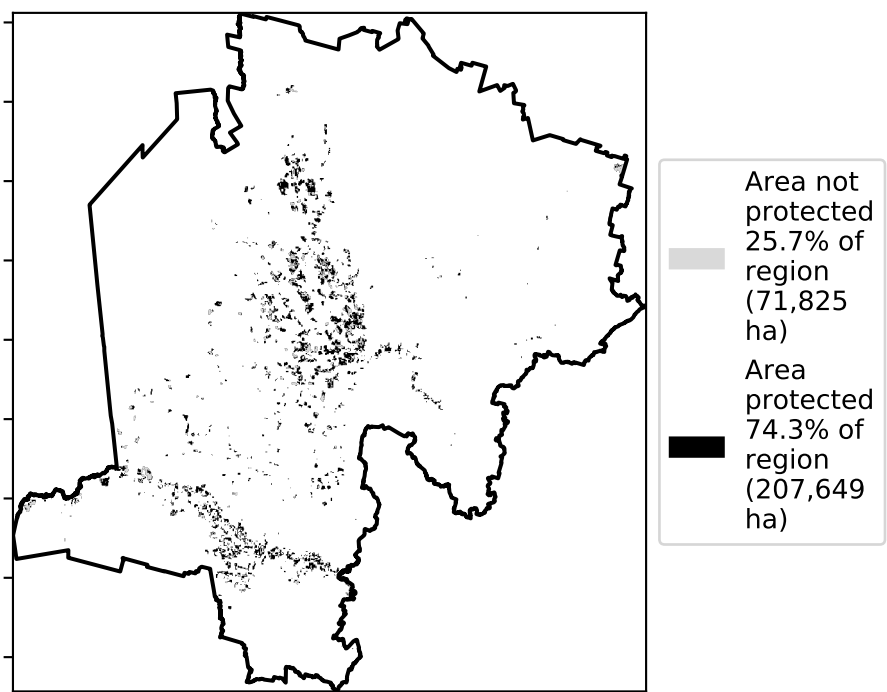 Area not
protected
25.7% of
region
(71,825
ha)
Area
protected
74.3% of
region
(207,649
ha)